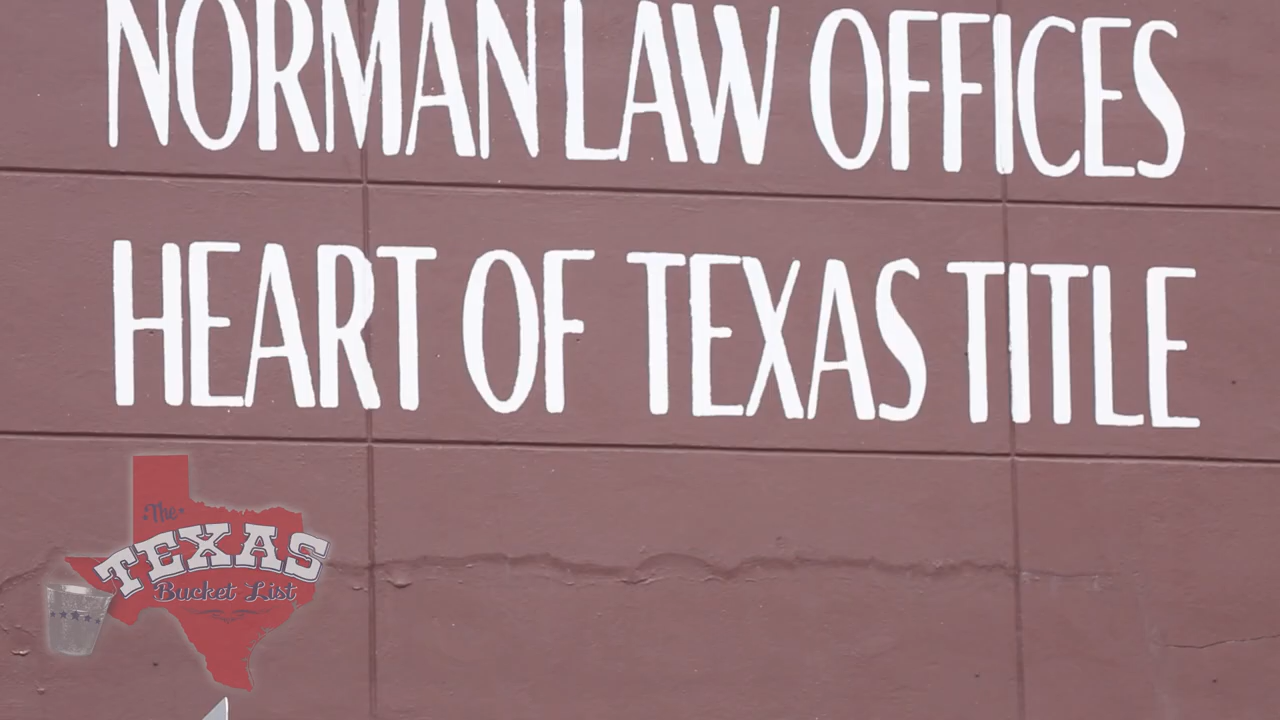 NORMAN LAW OFFICES
HEART OF TEXAS TITLE
The
TEXAS
Bucket List